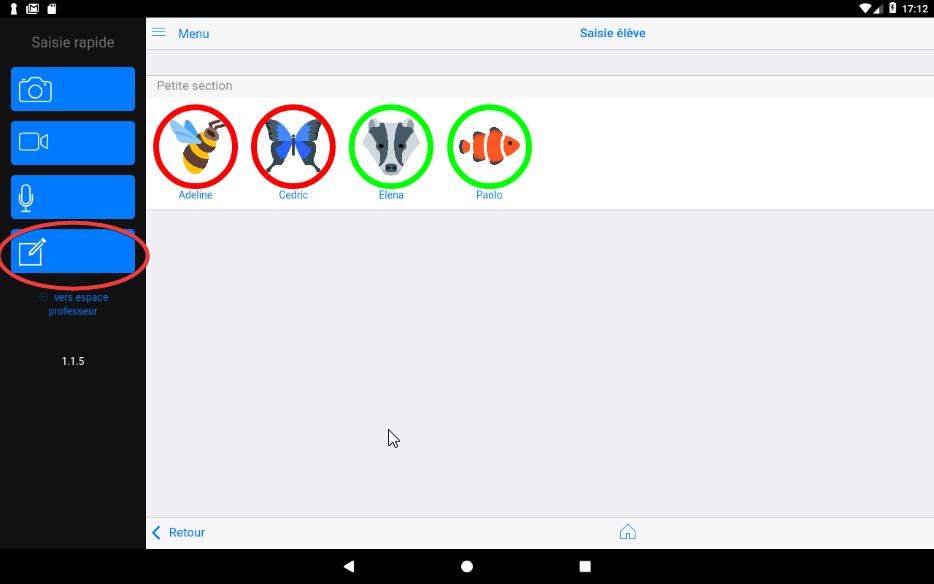 17:12
Saisie rapide
Menu
Saisie élève
Petite section
Adeline
Cedric
Elena
Paolo
vers espace
professeur
1.1.5
Retour